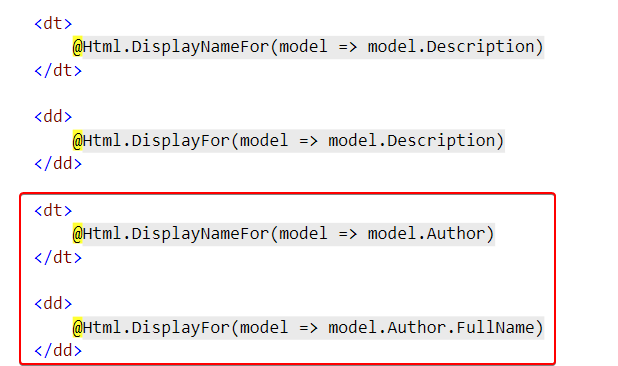 <dt>
@Html.DisplayNameFor(model => model.Description)
</dt>
<dd>
@Html.DisplayFor(model => model.Description)
</dd>
<dt>
@Html.DisplayNameFor(model => model.Author)
</dt>
<dd>
@Html.DisplayFor(model => model.Author.FullName)
</dd>